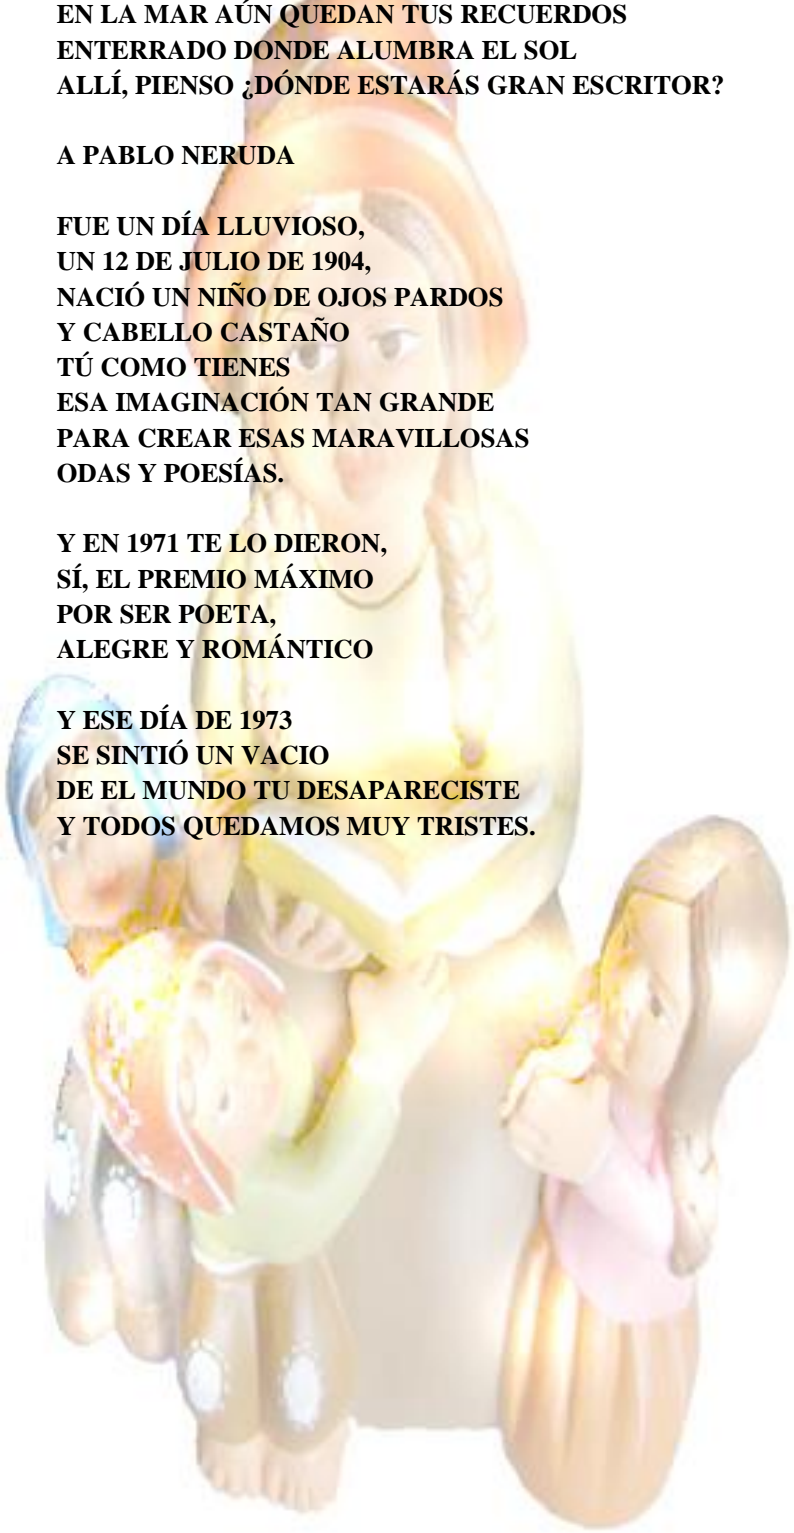 EN LA MAR AÚN QUEDAN TUS RECUERDOS
ENTERRADO DONDE ALUMBRA EL SOL
ALLÍ, PIENSO ¿DÓNDE ESTARÁS GRAN ESCRITOR?
A PABLO NERUDA
FUE UN DÍA LLUVIOSO,
UN 12 DE JULIO DE 1904,
NACIÓ UN NIÑO DE OJOS PARDOS
Y CABELLO CASTAÑO
TÚ COMO TIENES
ESA IMAGINACIÓN TAN GRANDE
PARA CREAR ESAS MARAVILLOSAS
ODAS Y POESÍAS.
Y EN 1971 TE LO DIERON,
SÍ, EL PREMIO MÁXIMO
POR SER POETA,
ALEGRE Y ROMÁNTICO
Y ESE DÍA DE 1973
SE SINTIÓ UN VACIO
DE EL MUNDO TU DESAPARECISTE
Y TODOS QUEDAMOS MUY TRISTES.